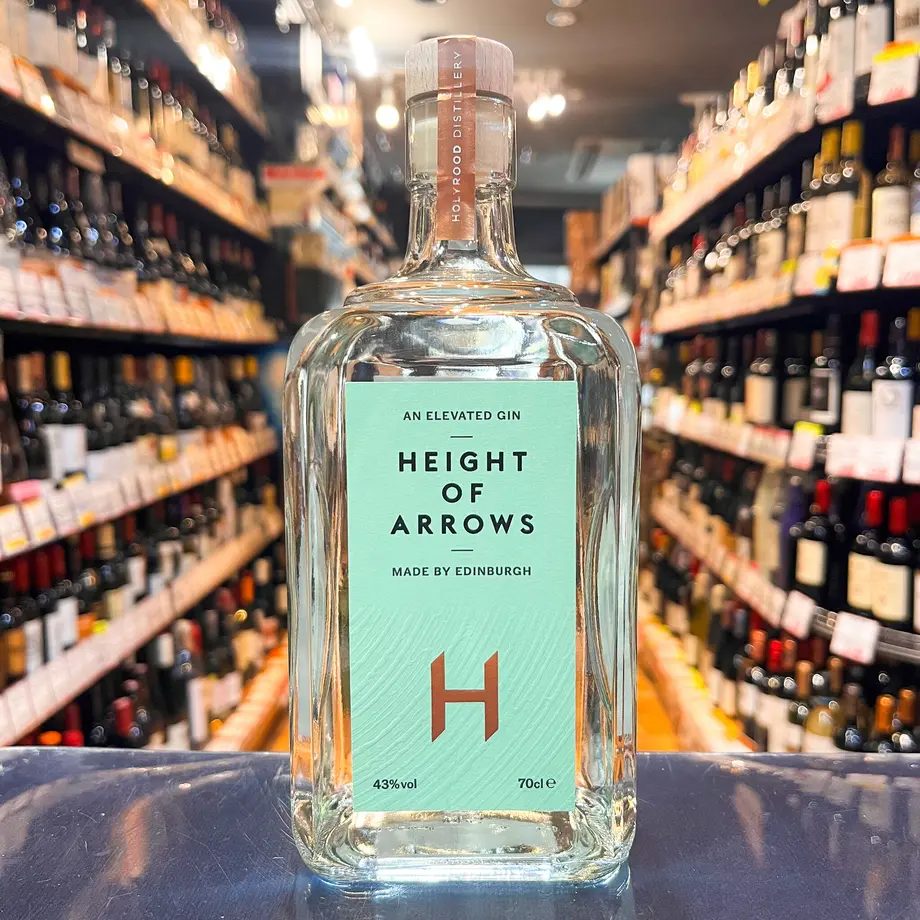 HOLYROOD DISTILLERY
AN ELEVATED GIN
HEIGHT
OF
ARROWS
MADE BY EDINBURGH
H
43%vol
70cl ℮